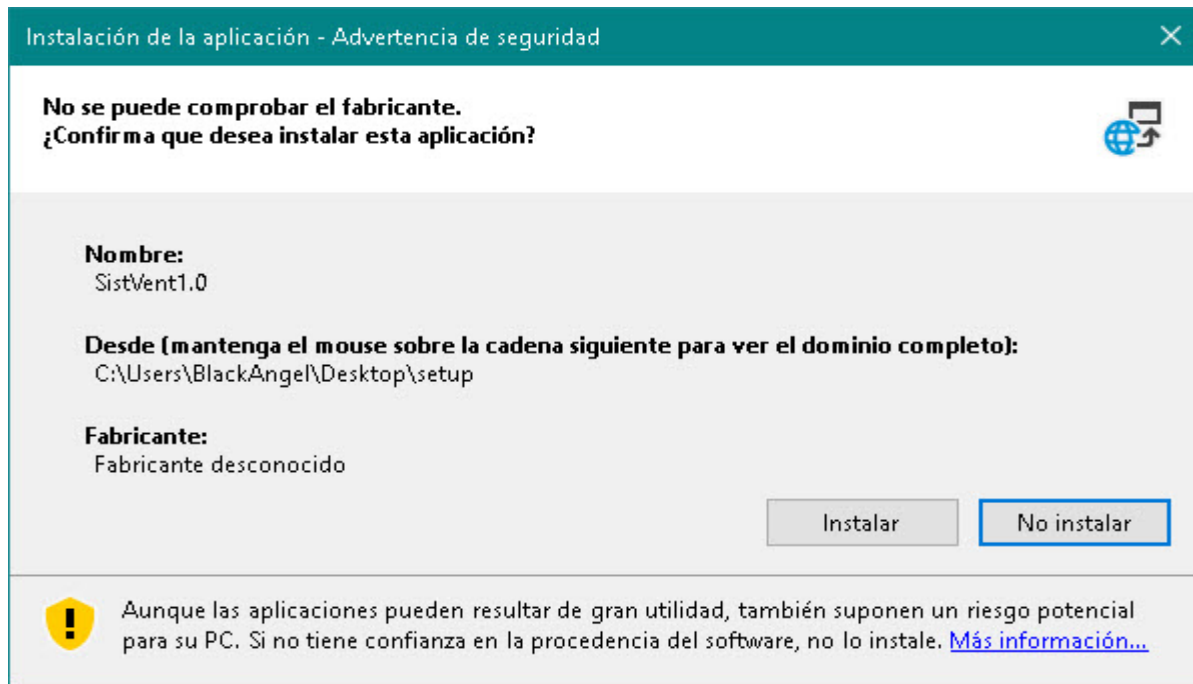 Instalación de la aplicación - Advertencia de seguridad
No se puede comprobar el fabricante.
¿Confirma que desea instalar esta aplicación?
Nombre:
SistVent1.0
Desde (mantenga el mouse sobre la cadena siguiente para ver el dominio completo):
C:\Users\BlackAngel\Desktop\setup
Fabricante:
Fabricante desconocido
Instalar
No instalar
Aunque las aplicaciones pueden resultar de gran utilidad, también suponen un riesgo potencial
para su PC. Si no tiene confianza en la procedencia del software, no lo instale. Más información...